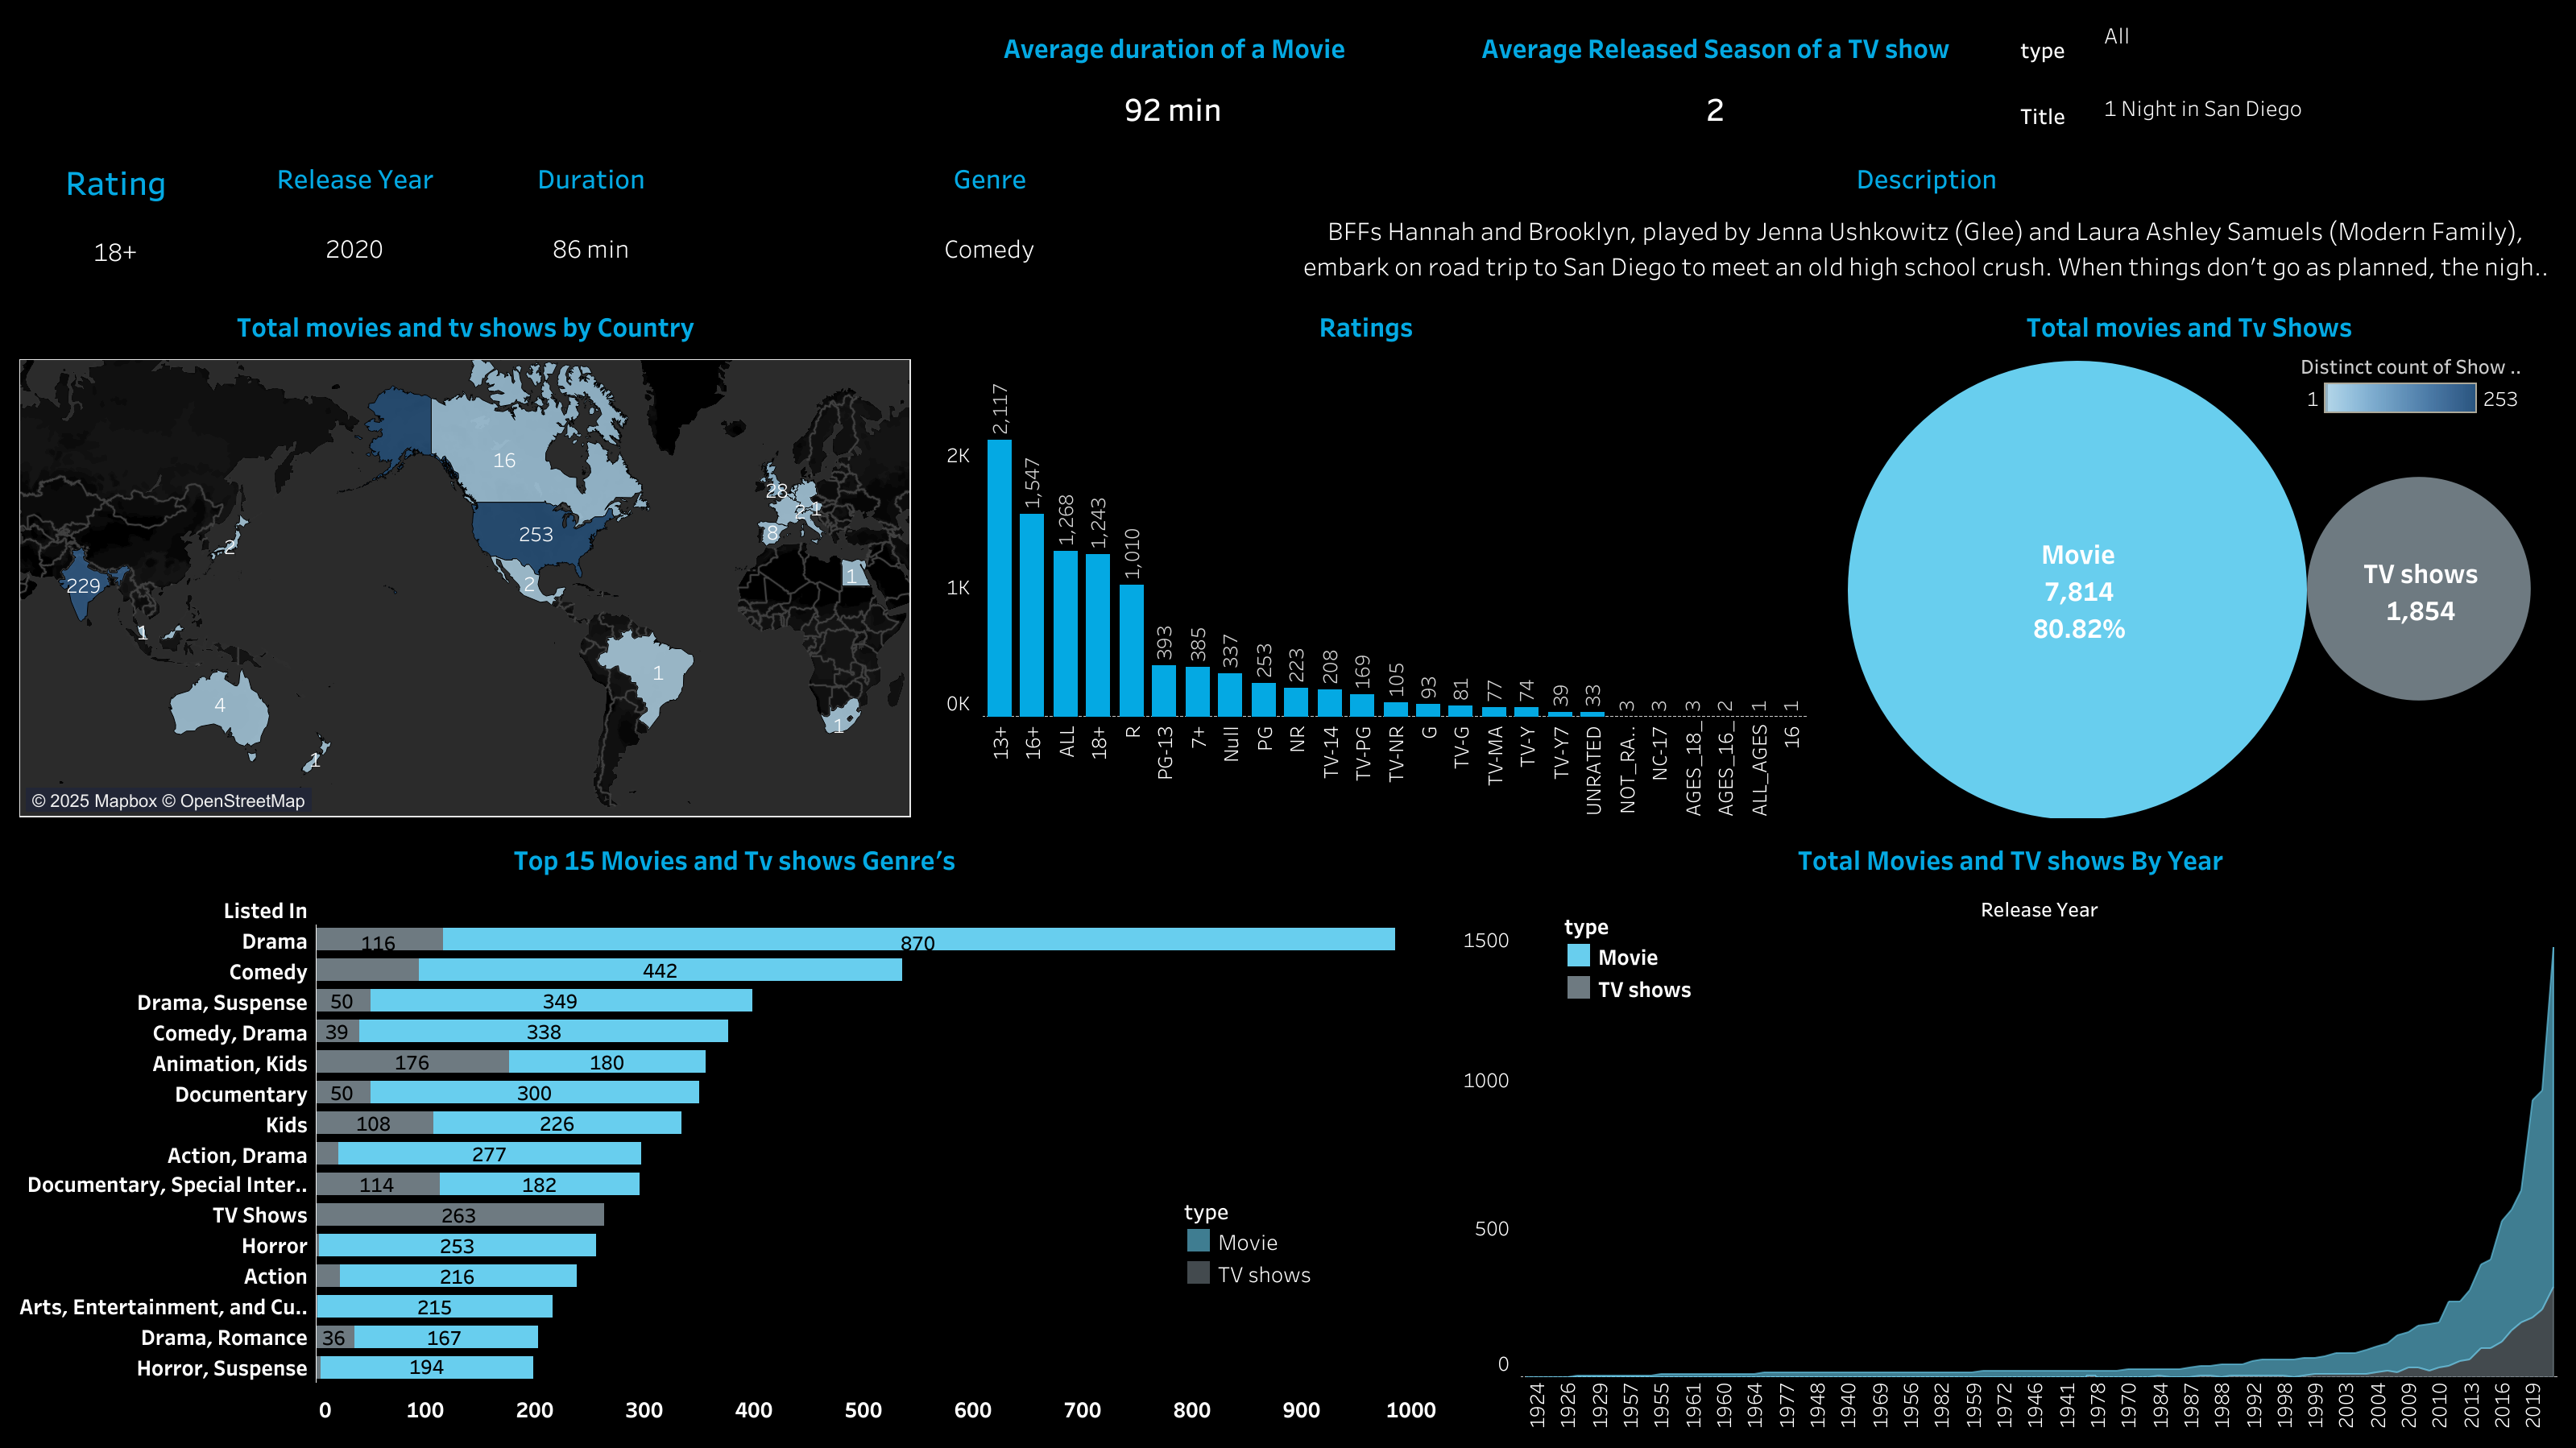 Average duration of a Movie
92 min
Average Released Season of a TV show
2
type
All
Title
1 Night in San Diego
Rating
18+
Release Year
2020
Duration
86 min
Genre
Comedy
Description
BFFs Hannah and Brooklyn, played by Jenna Ushkowitz (Glee) and Laura Ashley Samuels (Modern Family),
embark on road trip to San Diego to meet an old high school crush. When things don’t go as planned, the nigh..
Total movies and tv shows by Country
16
28
2
1
253
8
2
229
2
1
1
1
4
1
1
© 2025 Mapbox © OpenStreetMap
Ratings
2K
1K
0K
2,117
1,547
1,268
1,243
1,010
393
385
337
253
223
208
169
105
93
81
77
74
39
33
3
3
3
2
1
1
13+
16+
ALL
18+
R
PG-13
7+
Null
PG
NR
TV-14
TV-PG
TV-NR
G
TV-G
TV-MA
TV-Y
TV-Y7
UNRATED
NOT_RA..
NC-17
AGES_18_
AGES_16_
ALL_AGES
16
Total movies and Tv Shows
Distinct count of Show ..
1
253
Movie
7,814
80.82%
TV shows
1,854
Top 15 Movies and Tv shows Genre’s
Listed In
Drama
116
870
Comedy
442
Drama, Suspense
50
349
Comedy, Drama
39
338
Animation, Kids
176
180
Documentary
50
300
Kids
108
226
Action, Drama
277
Documentary, Special Inter..
114
182
TV Shows
263
Horror
253
Action
216
Arts, Entertainment, and Cu..
215
Drama, Romance
36
167
Horror, Suspense
194
0
100
200
300
400
500
600
700
800
900
1000
type
Movie
TV shows
Total Movies and TV shows By Year
Release Year
type
Movie
TV shows
1500
1000
500
0
1924
1926
1929
1957
1955
1961
1960
1964
1977
1948
1940
1969
1956
1982
1959
1972
1946
1941
1978
1970
1984
1987
1988
1992
1998
1999
2003
2004
2009
2010
2013
2016
2019